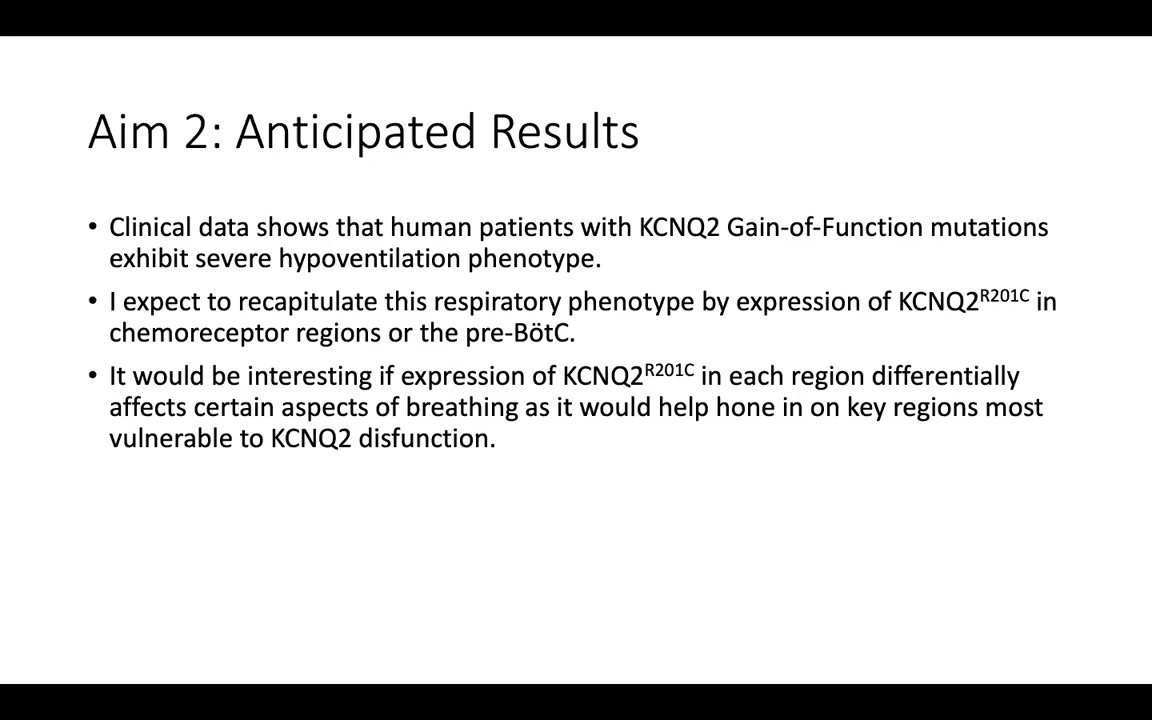 Aim 2: Anticipated Results
• Clinical data shows that human patients with KCNQ2 Gain-of-Function mutations
exhibit severe hypoventilation phenotype.
• I expect to recapitulate this respiratory phenotype by expression of KCNQ2R201C in
chemoreceptor regions or the pre-BötC.
• It would be interesting if expression of KCNQ2R201C in each region differentially
affects certain aspects of breathing as it would help hone in on key regions most
vulnerable to KCNQ2 disfunction.